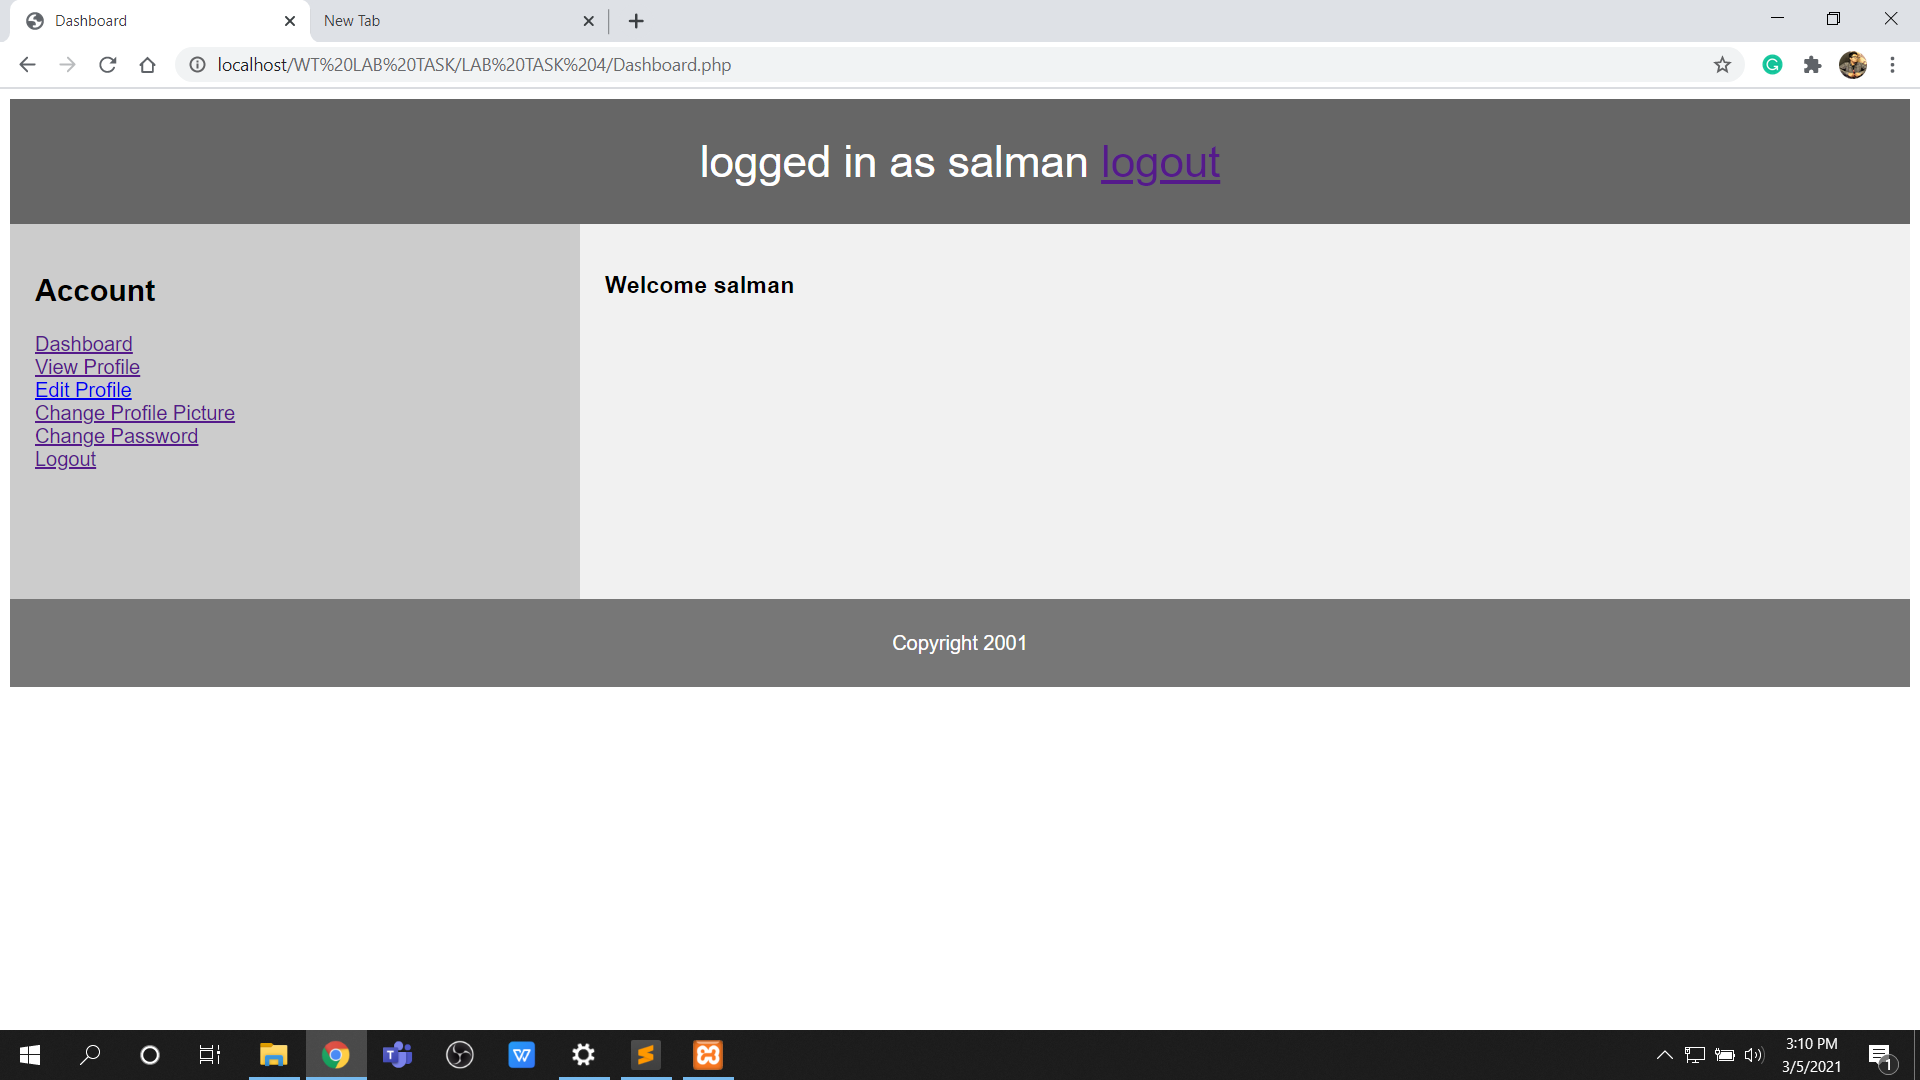 Dashboard
New Tab
localhost/WT%20LAB%20TASK/LAB%20TASK%204/Dashboard.php
logged in as salman logout
Account
Dashboard
View Profile
Edit Profile
Change Profile Picture
Change Password
Logout
Welcome salman
Copyright 2001
3:10 PM
3/5/2021
1